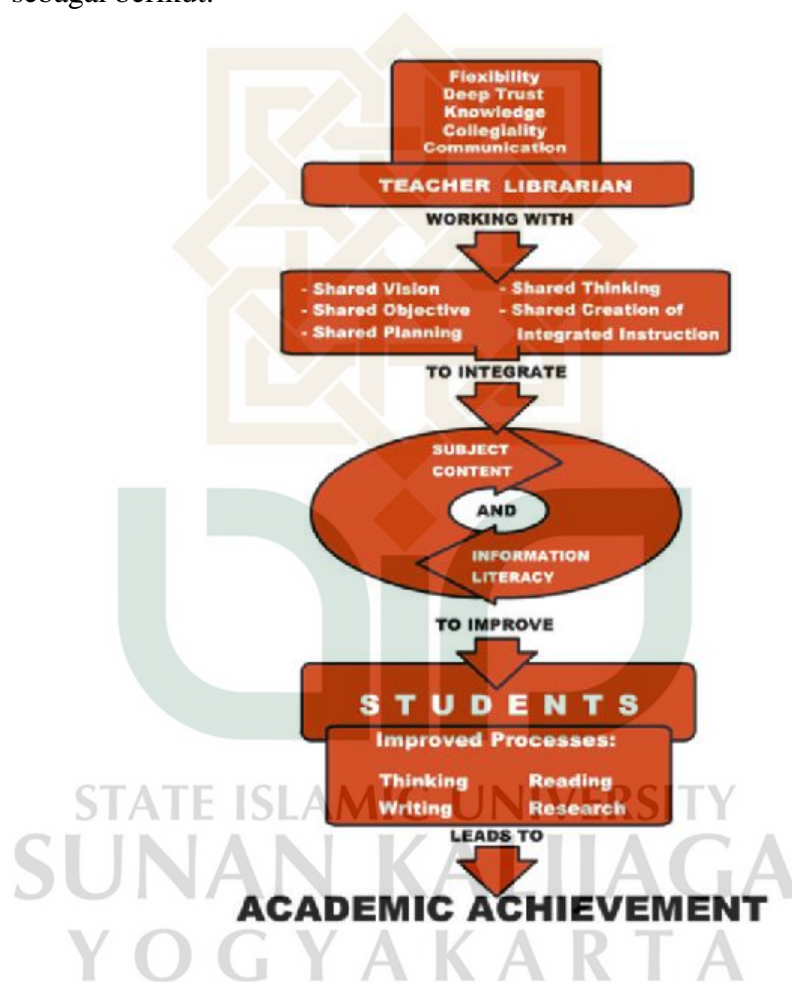 sebagai berikut:
Flexibility
Deep Trust
Knowledge
Collegiality
Communication
TEACHER LIBRARIAN
WORKING WITH
- Shared Vision
- Shared Objective
- Shared Planning
- Shared Thinking
- Shared Creation of
Integrated Instruction
TO INTEGRATE
SUBJECT
CONTENT
AND
INFORMATION
LITERACY
TO IMPROVE
STUDENTS
Improved Processes:
Thinking Reading
Writing Research
LEADS TO
ACADEMIC ACHIEVEMENT
STATE ISLAMIC UNIVERSITY
SUNAN KALIJAGA
YOGYAKARTA